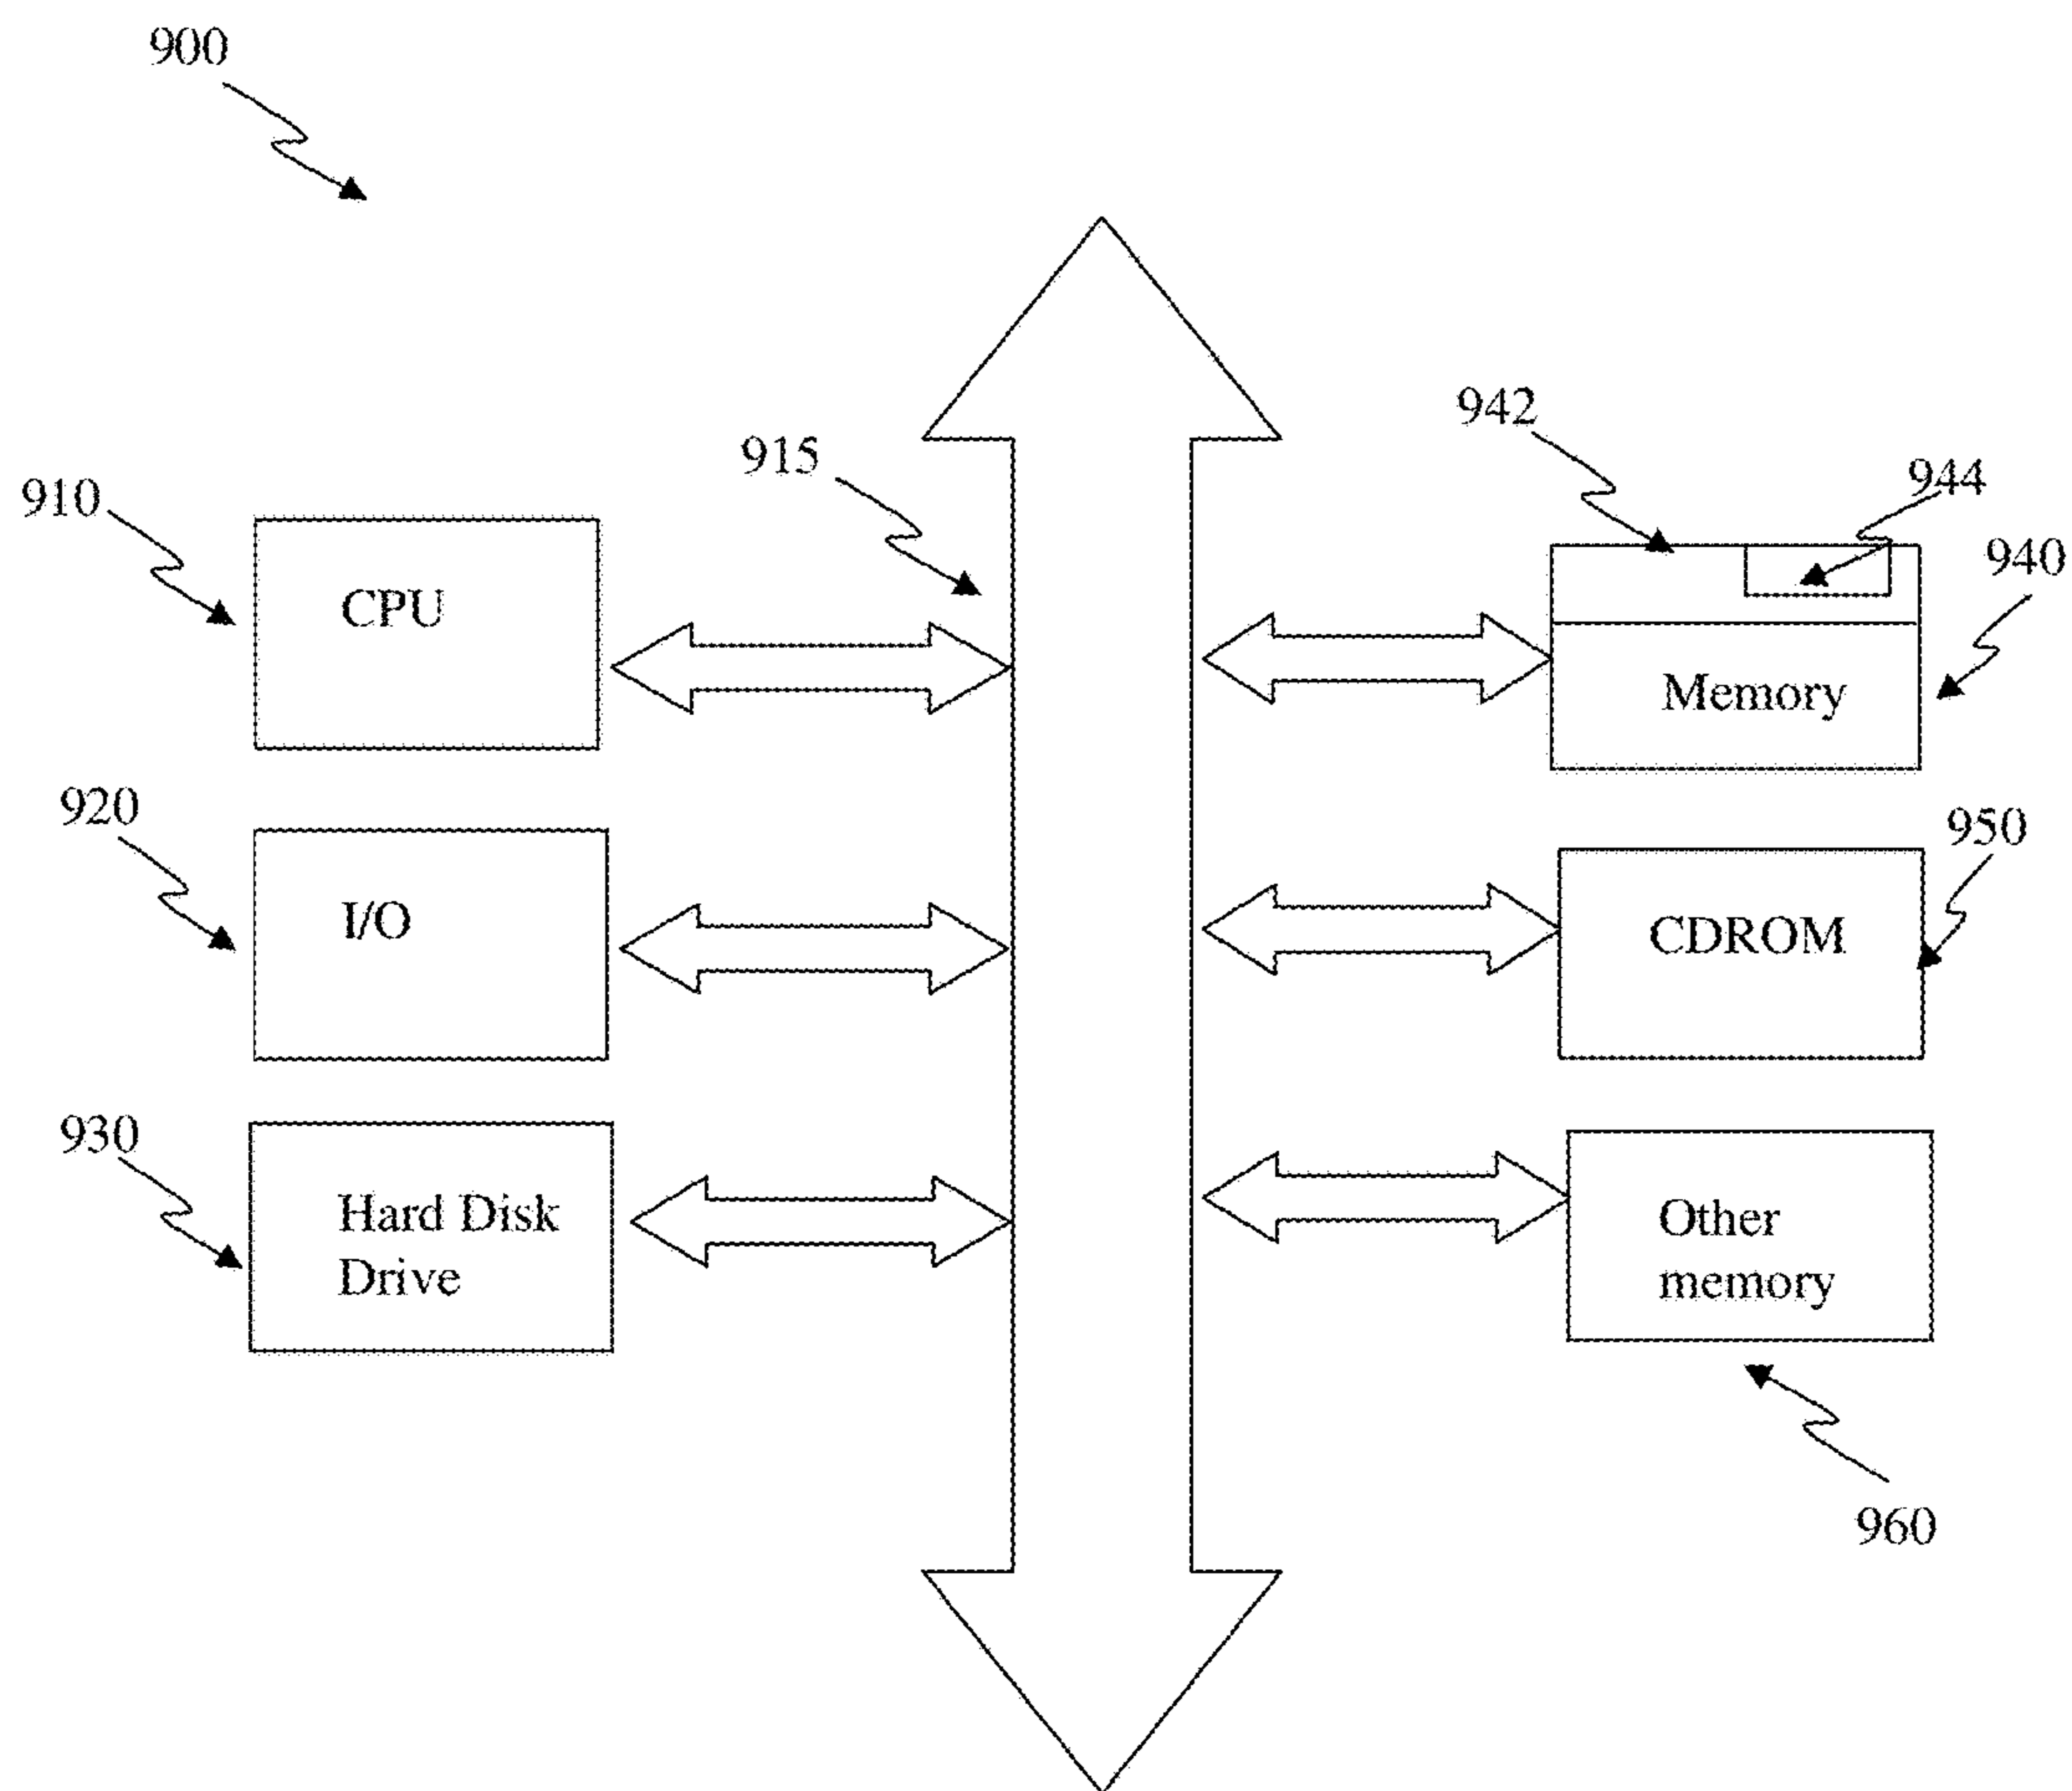 900
942
915
944
910
940
CPU
Memory
920
950
I/O
CDROM
930
Hard Disk
Drive
Other
memory
960